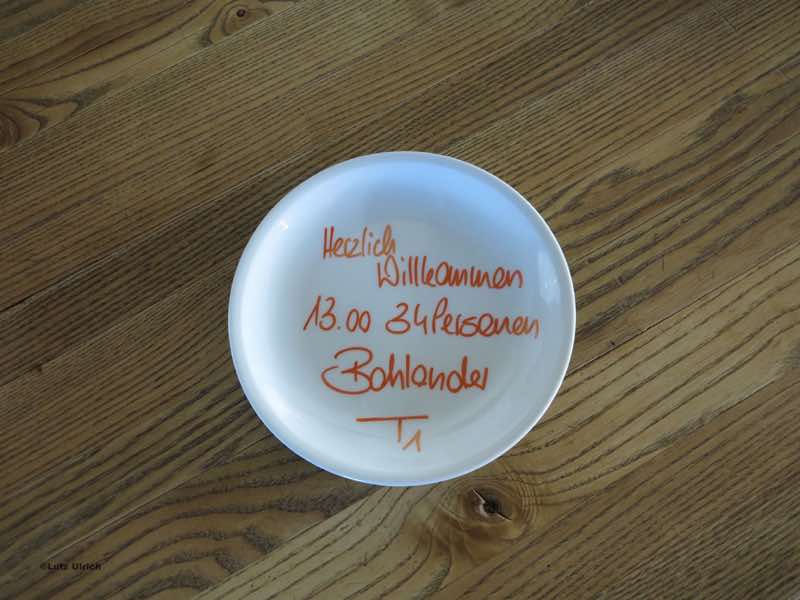 Herzlich
Willkommen
13.00 34 Personen
Bohlander
T1
©Lutz Ulrich